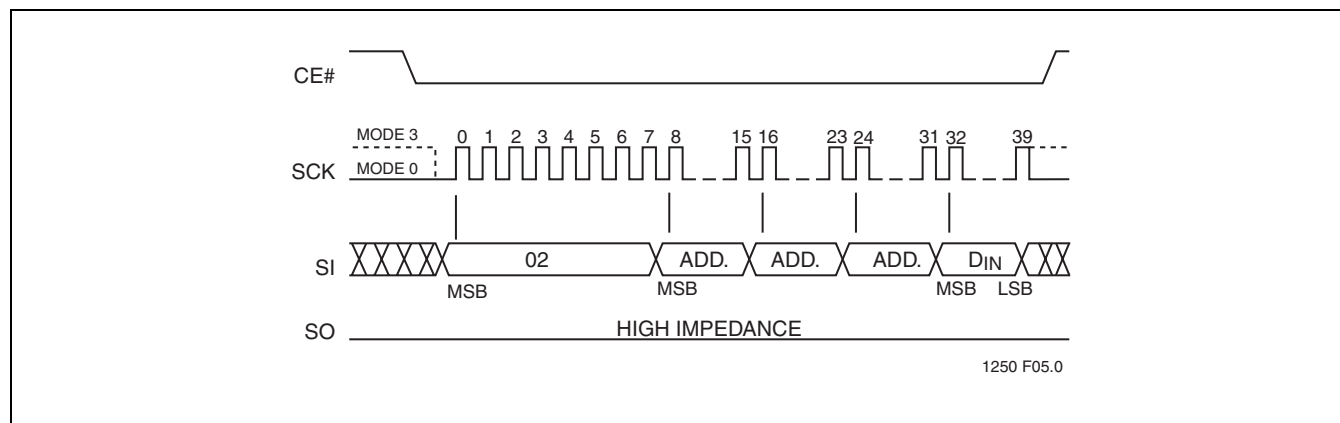 CE#
MODE 3
0 1 2 3 4 5 6 7 8 15 16 23 24 31 32 39
SCK MODE 0
SI 02 ADD. ADD. ADD. DIN
MSB MSB MSB LSB
SO HIGH IMPEDANCE
1250 F05.0